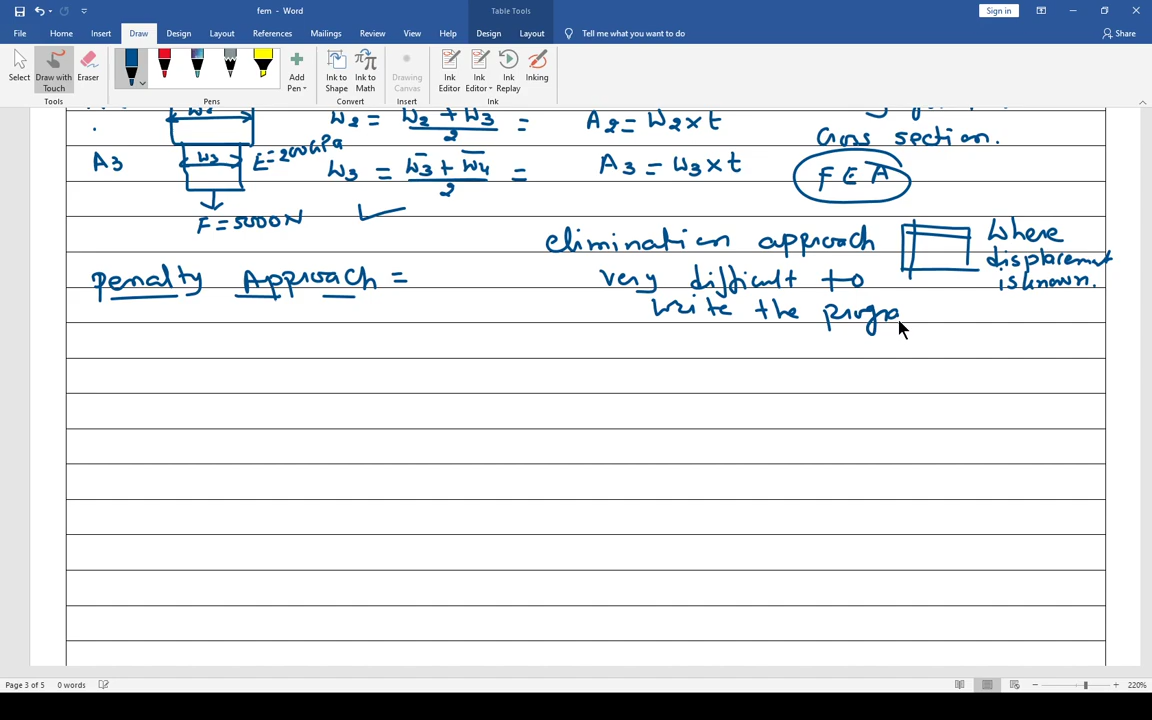 fem - Word
Table Tools
Sign in
File Home Insert Draw Design Layout References Mailings Review View Help Design Layout Tell me what you want to do
Share
Select Draw with Touch Eraser
Add Pen
Ink to Shape Ink to Math
Drawing Canvas
Ink Editor Ink Editor Ink Replay Inking
Tools Pens Convert Insert Ink
W2 = W2 + W3 / 2 = A2 = W2 x t
cross section.
A3 W3 E = 200 GPa W3 = W3 + W4 / 2 = A3 = W3 x t
F E A
F = 5000N
elimination approach where
displacement
is known.
penalty Approach = very difficult to
write the progra
Page 3 of 5 0 words 220%